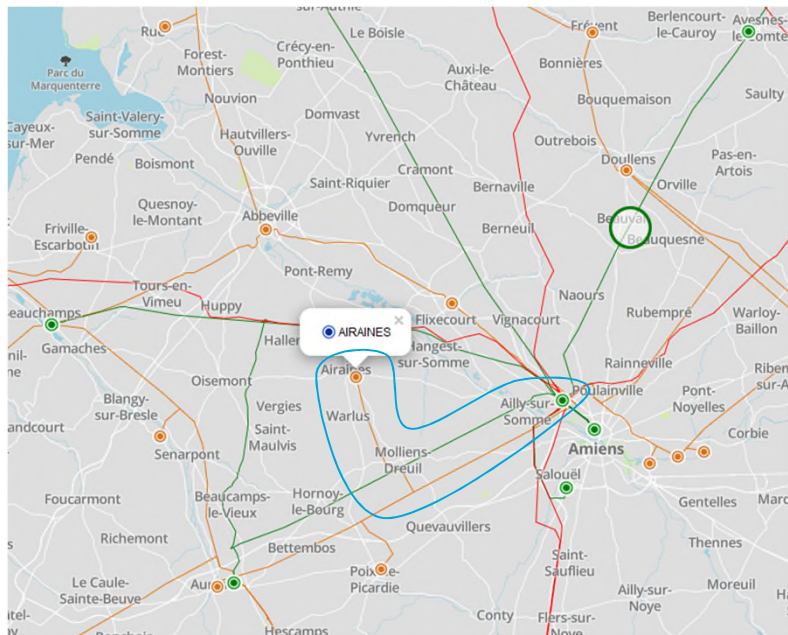 sur-Authie
Rue
Crécy-en-
Ponthieu
Le Boisle
Frévent
Berlencourt-
le-Cauroy
Avesnes-
le-Comte
Forest-
Montiers
Parc du
Marquenterre
Nouvion
Auxi-le-
Château
Bonnières
Bouquemaison
Saulty
Saint-Valery-
sur-Somme
Domvast
Cayeux-
sur-Mer
Hautvillers-
Ouville
Yvrench
Outrebois
Pendé
Boismont
Cramont
Doullens
Pas-en-
Artois
Saint-Riquier
Bernaville
Orville
Quesnoy-
le-Montant
Domqueur
Abbeville
Beauval
Friville-
Escarbotin
Berneuil
Beauquesne
Pont-Remy
Tours-en-
Vimeu
Naours
Beauchamps
Huppy
AIRAINES
×
Flixecourt
Vignacourt
Rubempré
Warloy-
Baillon
Gamaches
Hallen
Hangest-
sur-Somme
Rainneville
Airaines
Oisemont
Poulainville
Blangy-
sur-Bresle
Vergies
Warlus
Ailly-sur-
Somme
Pont-
Noyelles
Saint-
Maulvis
Corbie
Amiens
Senarpont
Molliens-
Dreuil
Salouël
Foucarmont
Beaucamps-
le-Vieux
Hornoy-
le-Bourg
Gentelles
Quevauvillers
Richemont
Bettembos
Thennes
Saint-
Sauflieu
Le Caule-
Sainte-Beuve
Poix-de-
Picardie
Ailly-sur-
Noye
Moreuil
Conty
Flers-sur-
Noye
Hescamps